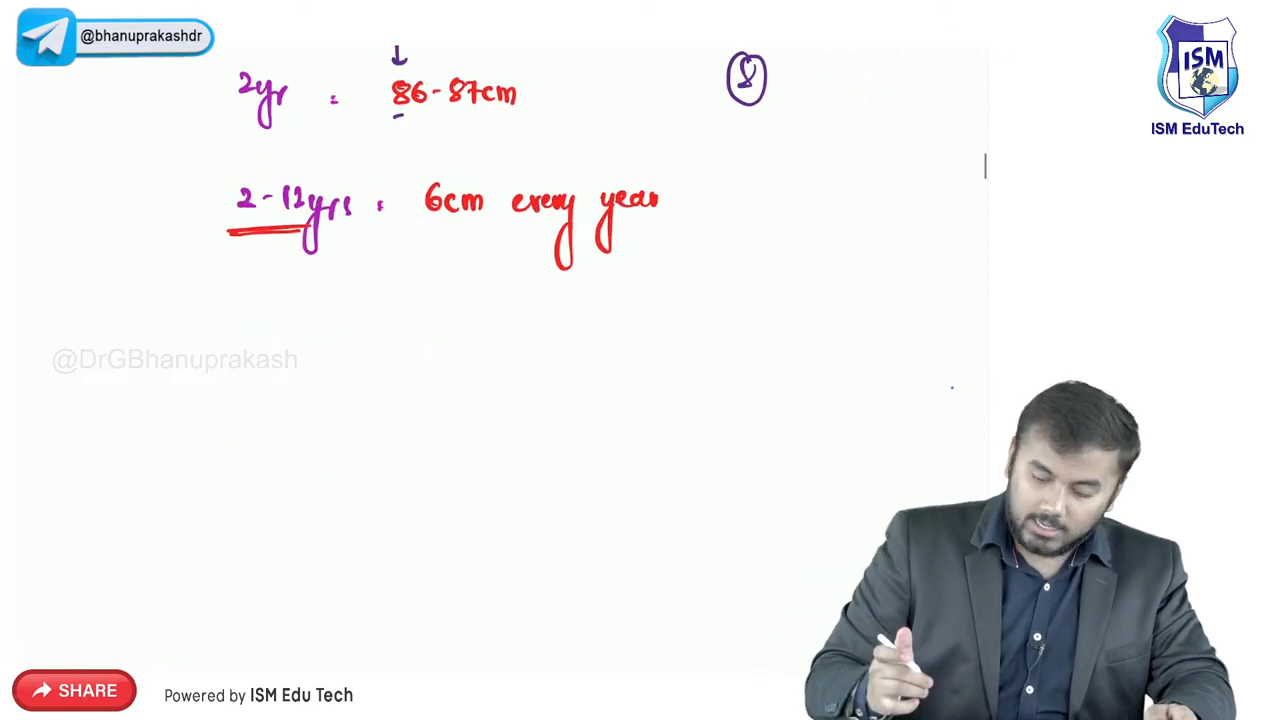 @bhanuprakashdr
ISM
ISM EduTech
2yr = 86-87cm
8
2-12yrs = 6cm every year
@DrGBhanuprakash
SHARE
Powered by ISM Edu Tech